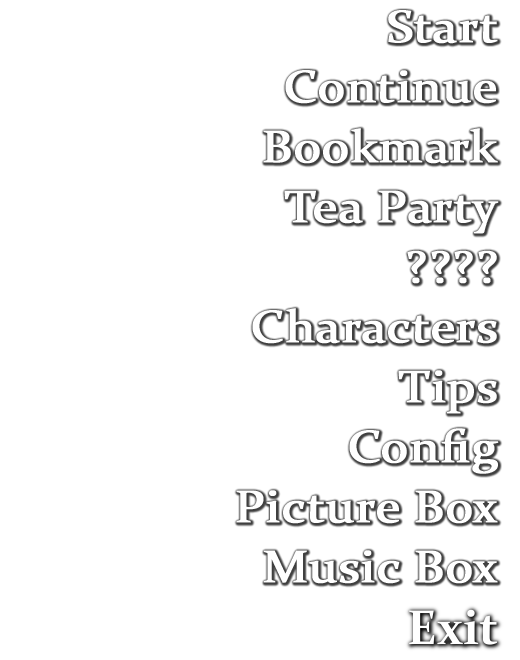 Start
Continue
Bookmark
Tea Party
????
Characters
Tips
Config
Picture Box
Music Box
Exit